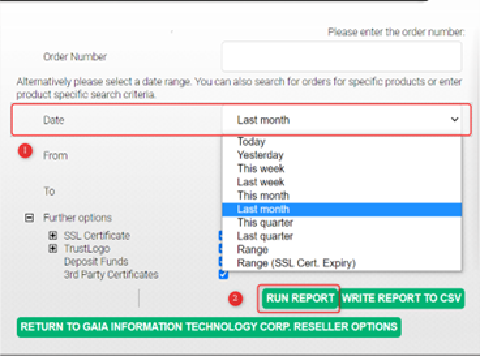 Please enter the order number:
Order Number
Alternatively please select a date range. You can also search for orders for specific products or enter
product specific search criteria.
Date
Last month
Today
Yesterday
1
From
This week
Last week
To
This month
Last month
Further options
This quarter
SSL Certificate
Last quarter
TrustLogo
Range
Deposit Funds
Range (SSL Cert. Expiry)
3rd Party Certificates
2
RUN REPORT
WRITE REPORT TO CSV
RETURN TO GAIA INFORMATION TECHNOLOGY CORP. RESELLER OPTIONS